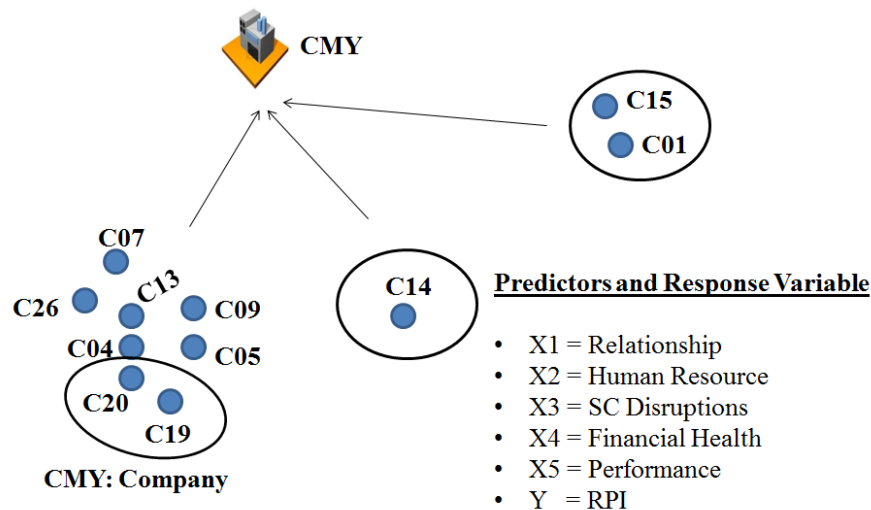 CMY
C15
C01
C07
C13
C26
C09
C04
C05
C20
C19
C14
CMY: Company
Predictors and Response Variable
• X1 = Relationship
• X2 = Human Resource
• X3 = SC Disruptions
• X4 = Financial Health
• X5 = Performance
• Y = RPI